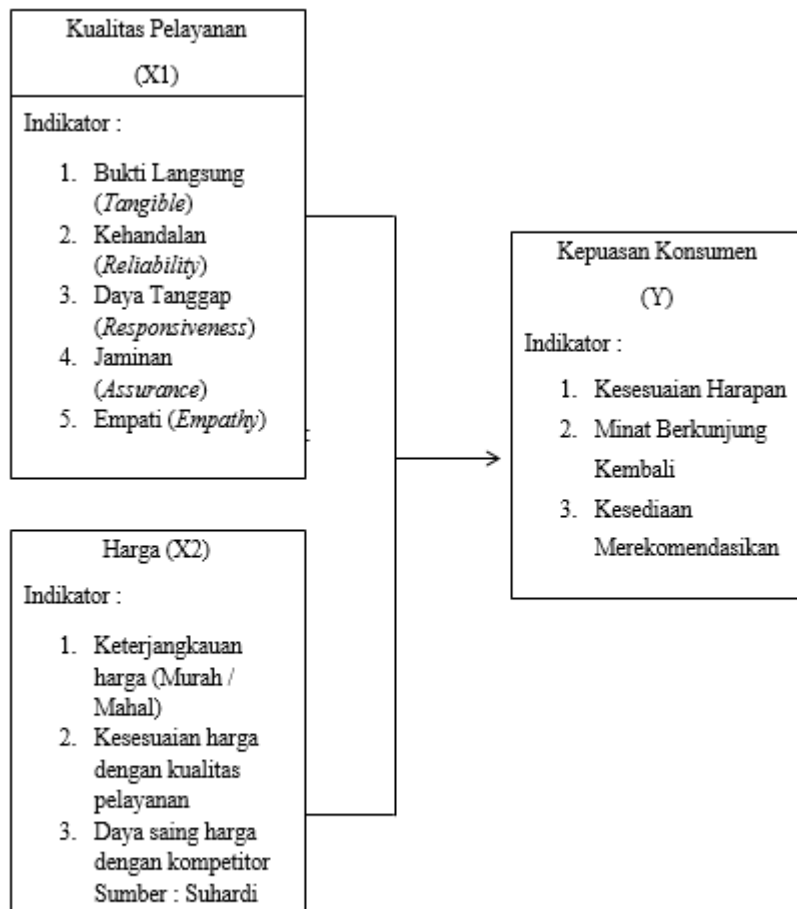 Kualitas Pelayanan
(X1)
Indikator :
1. Bukti Langsung
(Tangible)
2. Kehandalan
(Reliability)
3. Daya Tanggap
(Responsiveness)
4. Jaminan
(Assurance)
5. Empati (Empathy)
Harga (X2)
Indikator :
1. Keterjangkauan
harga (Murah /
Mahal)
2. Kesesuaian harga
dengan kualitas
pelayanan
3. Daya saing harga
dengan kompetitor
Sumber : Suhardi
Kepuasan Konsumen
(Y)
Indikator :
1. Kesesuaian Harapan
2. Minat Berkunjung
Kembali
3. Kesediaan
Merekomendasikan